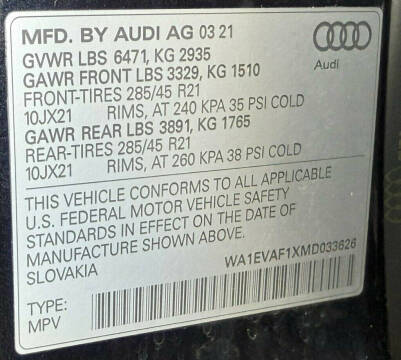 MFD. BY AUDI AG 03 21
GVWR LBS 6471, KG 2935
GAWR FRONT LBS 3329, KG 1510
FRONT-TIRES 285/45 R21
10JX21 RIMS, AT 240 KPA 35 PSI COLD
GAWR REAR LBS 3891, KG 1765
REAR-TIRES 285/45 R21
10JX21 RIMS, AT 260 KPA 38 PSI COLD
Audi
THIS VEHICLE CONFORMS TO ALL APPLICABLE
U.S. FEDERAL MOTOR VEHICLE SAFETY
STANDARDS IN EFFECT ON THE DATE OF
MANUFACTURE SHOWN ABOVE.
SLOVAKIA
WA1EVAF1XMD033626
TYPE:
MPV